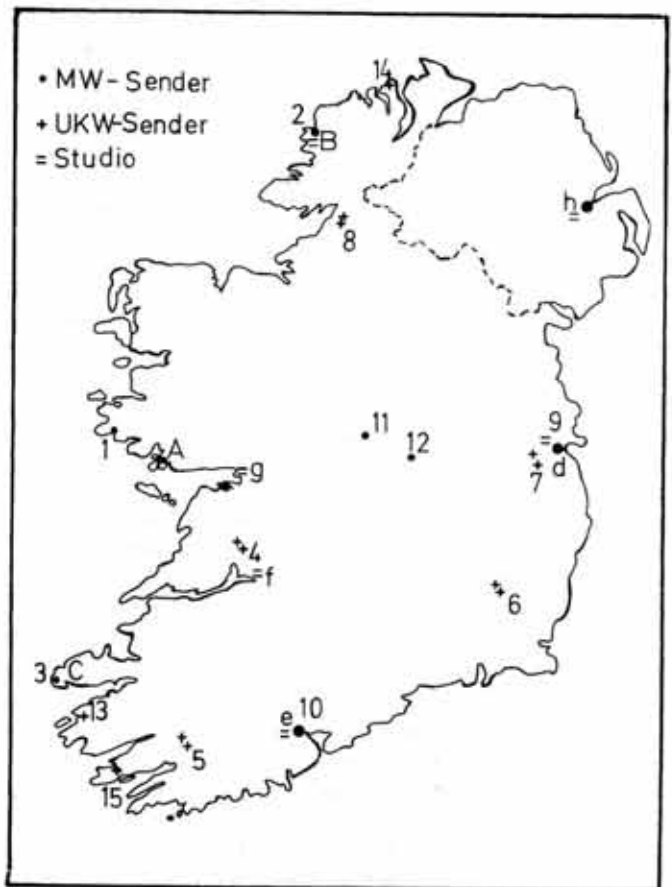 • MW-Sender
+ UKW-Sender
= Studio
14
2
B
h
8
9
1
A
11
12
d
7
g
4
f
6
3 C
13
e 10
5
15